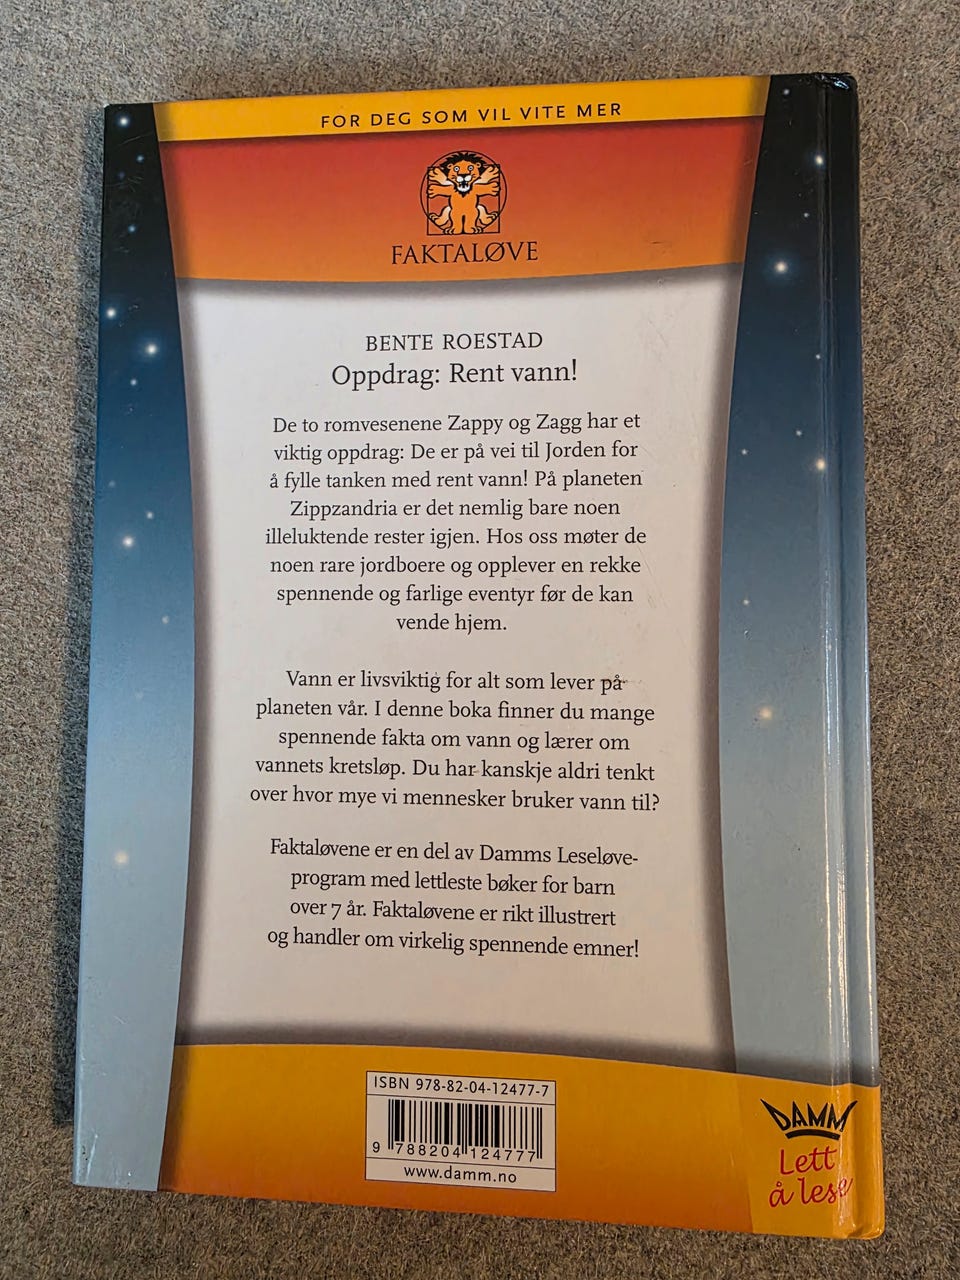 FOR DEG SOM VIL VITE MER
FAKTALØVE
BENTE ROESTAD
Oppdrag: Rent vann!
De to romvesenene Zappy og Zagg har et
viktig oppdrag: De er på vei til Jorden for
å fylle tanken med rent vann! På planeten
Zippzandria er det nemlig bare noen
illeluktende rester igjen. Hos oss møter de
noen rare jordboere og opplever en rekke
spennende og farlige eventyr før de kan
vende hjem.
Vann er livsviktig for alt som lever på
planeten vår. I denne boka finner du mange
spennende fakta om vann og lærer om
vannets kretsløp. Du har kanskje aldri tenkt
over hvor mye vi mennesker bruker vann til?
Faktaløvene er en del av Damms Leseløve-
program med lettleste bøker for barn
over 7 år. Faktaløvene er rikt illustrert
og handler om virkelig spennende emner!
ISBN 978-82-04-12477-7
9 788204 124777
www.damm.no
DAMM
Lett
å lese